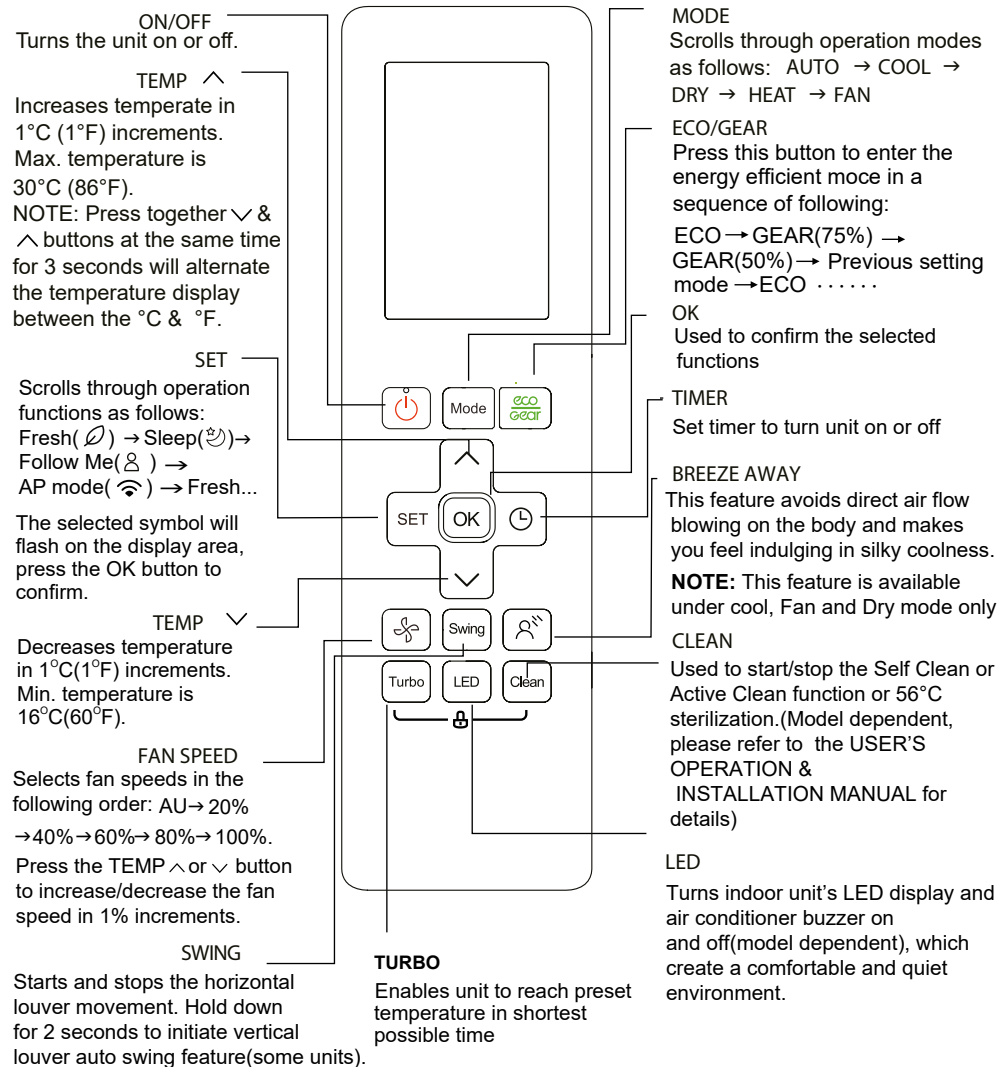 ON/OFF
Turns the unit on or off.
TEMP
Increases temperate in
1°C (1°F) increments.
Max. temperature is
30°C (86°F).
NOTE: Press together &
buttons at the same time
for 3 seconds will alternate
the temperature display
between the °C & °F.
SET
Scrolls through operation
functions as follows:
Fresh( ) → Sleep( ) →
Follow Me( ) →
AP mode( ) → Fresh...
The selected symbol will
flash on the display area,
press the OK button to
confirm.
TEMP
Decreases temperature
in 1°C(1°F) increments.
Min. temperature is
16°C(60°F).
FAN SPEED
Selects fan speeds in the
following order: AU→ 20%
→40%→60%→ 80%→100%.
Press the TEMP or button
to increase/decrease the fan
speed in 1% increments.
SWING
Starts and stops the horizontal
louver movement. Hold down
for 2 seconds to initiate vertical
louver auto swing feature(some units).
Mode
eco
Gear
SET
OK
Swing
Turbo
LED
Clean
TURBO
Enables unit to reach preset
temperature in shortest
possible time
MODE
Scrolls through operation modes
as follows: AUTO → COOL →
DRY → HEAT → FAN
ECO/GEAR
Press this button to enter the
energy efficient moce in a
sequence of following:
ECO → GEAR(75%) →
GEAR(50%) → Previous setting
mode → ECO ······
OK
Used to confirm the selected
functions
TIMER
Set timer to turn unit on or off
BREEZE AWAY
This feature avoids direct air flow
blowing on the body and makes
you feel indulging in silky coolness.
NOTE: This feature is available
under cool, Fan and Dry mode only
CLEAN
Used to start/stop the Self Clean or
Active Clean function or 56°C
sterilization.(Model dependent,
please refer to the USER'S
OPERATION &
INSTALLATION MANUAL for
details)
LED
Turns indoor unit's LED display and
air conditioner buzzer on
and off(model dependent), which
create a comfortable and quiet
environment.